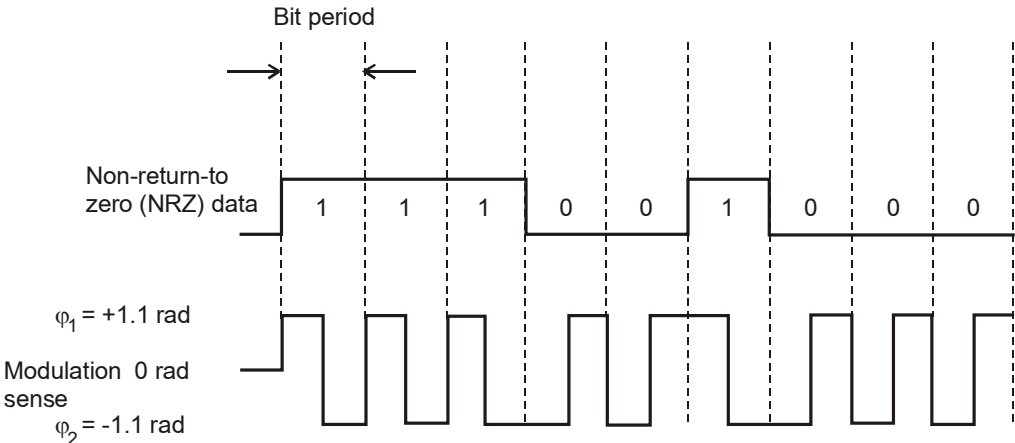 Bit period
Non-return-to
zero (NRZ) data
1 1 1 0 0 1 0 0 0
φ1 = +1.1 rad
Modulation 0 rad
sense
φ2 = -1.1 rad